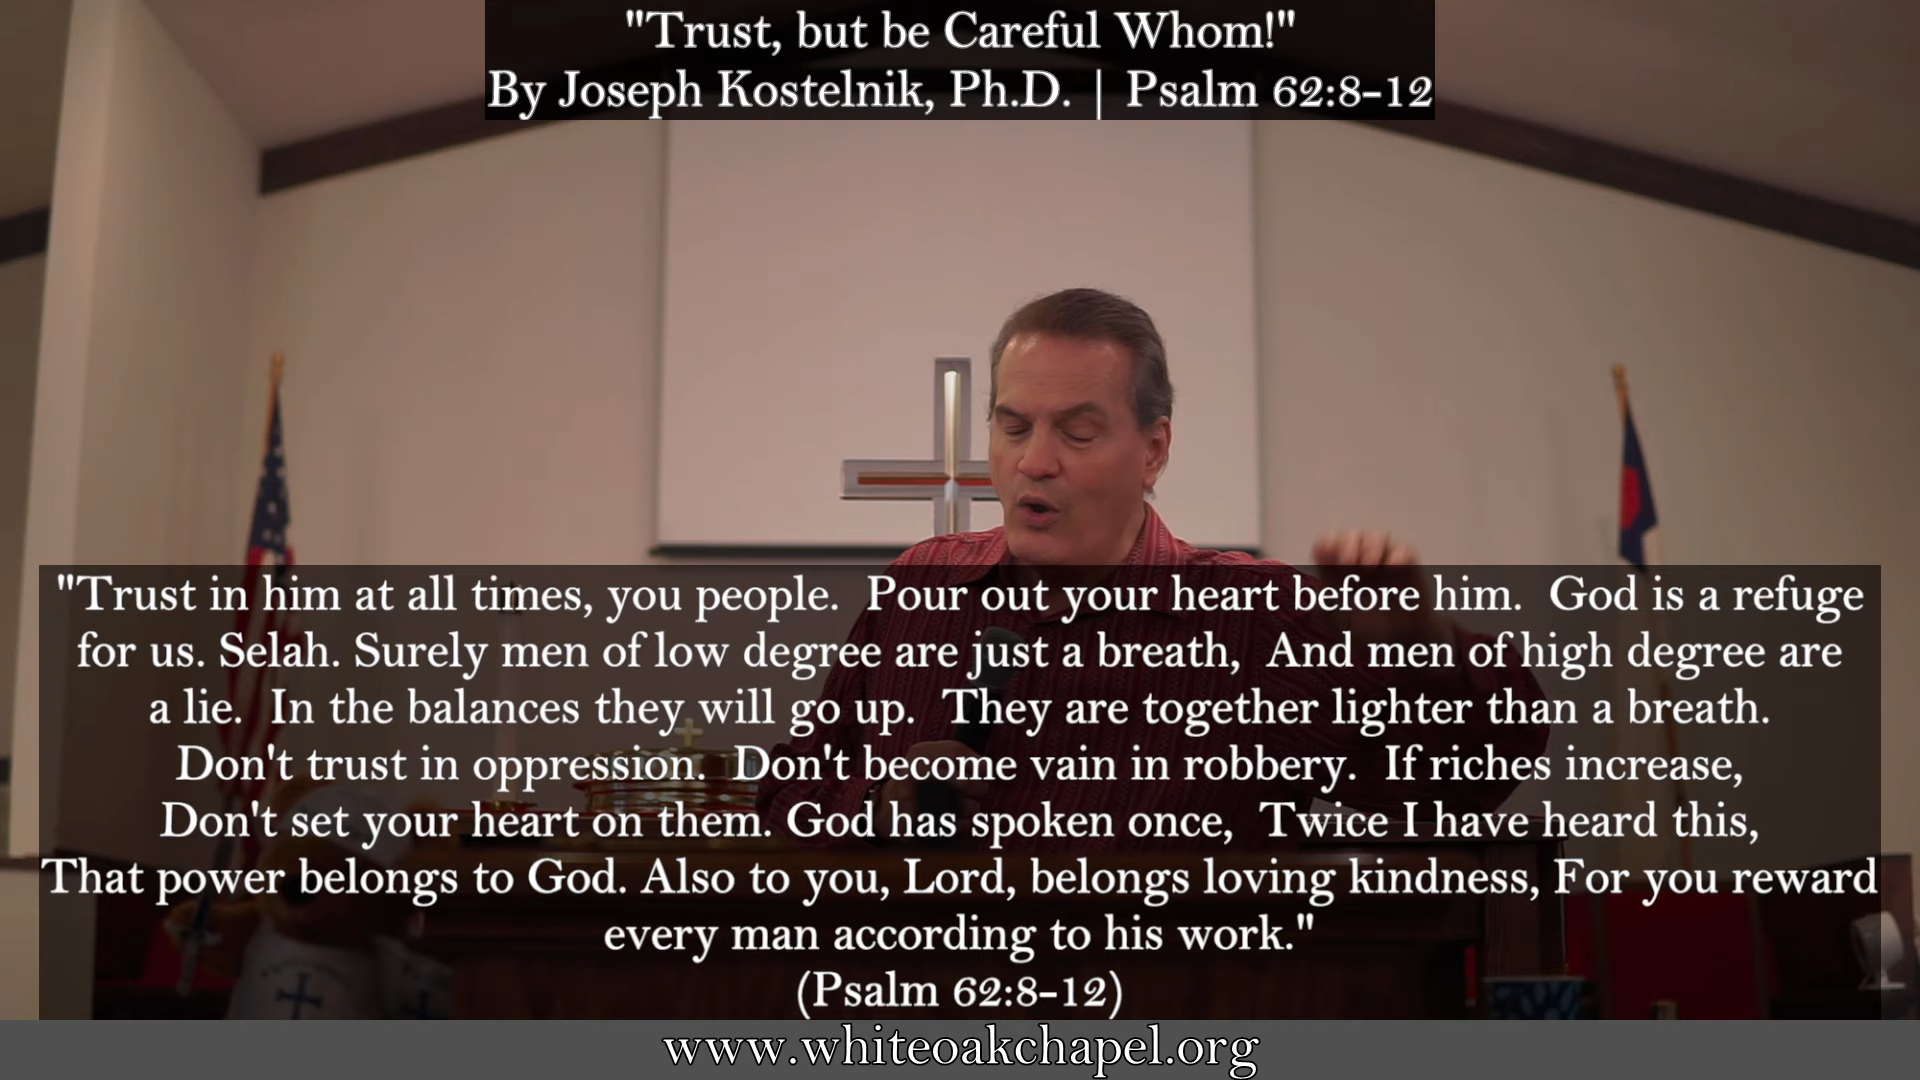 "Trust, but be Careful Whom!"
By Joseph Kostelnik, Ph.D. | Psalm 62:8-12
"Trust in him at all times, you people.  Pour out your heart before him.  God is a refuge
for us. Selah. Surely men of low degree are just a breath,  And men of high degree are
a lie.  In the balances they will go up.  They are together lighter than a breath.
Don't trust in oppression.  Don't become vain in robbery.  If riches increase,
Don't set your heart on them. God has spoken once,  Twice I have heard this,
That power belongs to God. Also to you, Lord, belongs loving kindness, For you reward
every man according to his work."
(Psalm 62:8-12)
www.whiteoakchapel.org